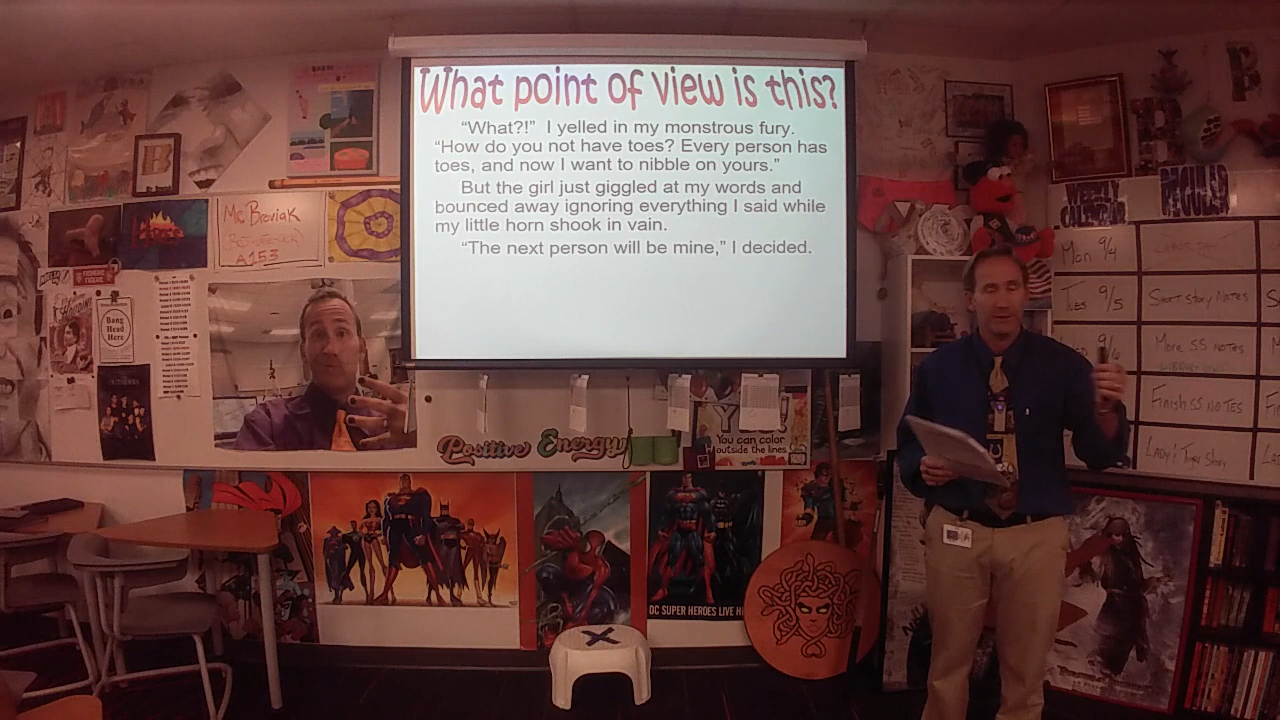 What point of view is this?
"What?!" I yelled in my monstrous fury.
"How do you not have toes? Every person has
toes, and now I want to nibble on yours."
But the girl just giggled at my words and
bounced away ignoring everything I said while
my little horn shook in vain.
"The next person will be mine," I decided.
Mr. Breviak
A153
Bang
Head
Here
Positive Energy
You can color
outside the lines
DC SUPER HEROES LIVE
WEEKLY
CALENDAR
Mon 9/4
Tues 9/5
Short Story Notes
9/6
More SS Notes
Finish SS Notes
Lady & Tiger Story
B
B